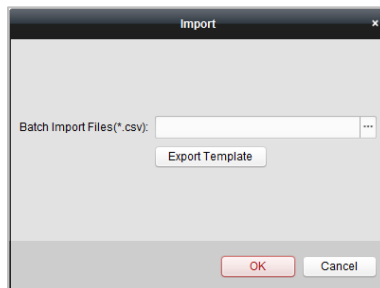 Import
×
Batch Import Files(*.csv):
...
Export Template
OK
Cancel